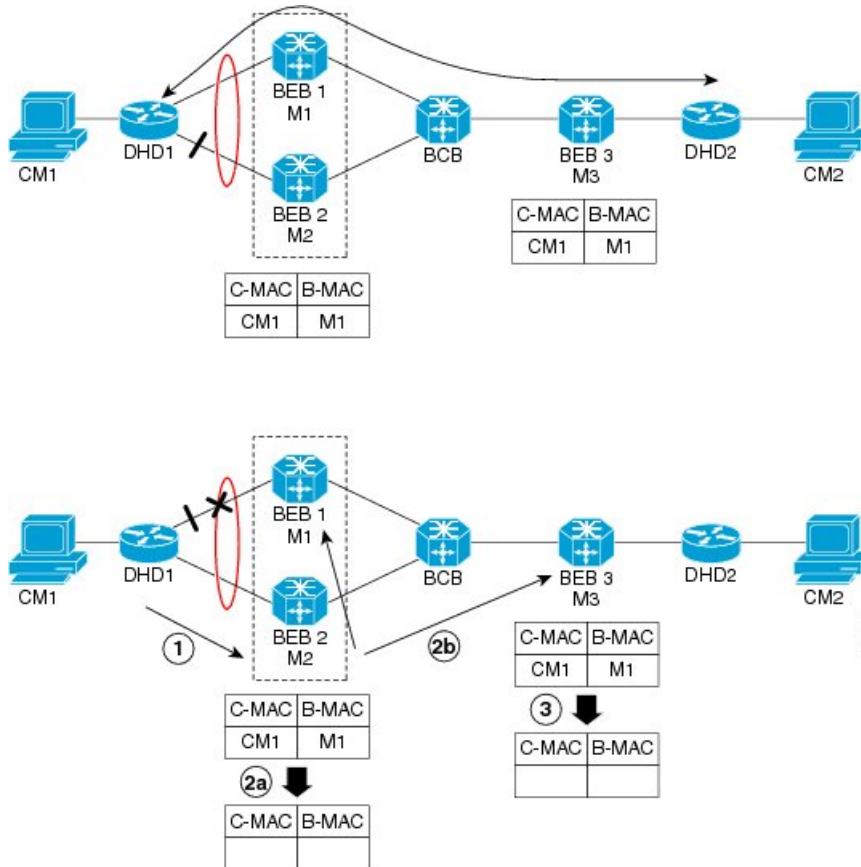 BEB 1
M1
CM1
DHD1
BCB
BEB 3
M3
DHD2
CM2
BEB 2
M2
C-MAC B-MAC
CM1 M1
C-MAC B-MAC
CM1 M1
BEB 1
M1
CM1
DHD1
BCB
BEB 3
M3
DHD2
CM2
1
BEB 2
M2
2b
C-MAC B-MAC
CM1 M1
3
C-MAC B-MAC
C-MAC B-MAC
CM1 M1
2a
C-MAC B-MAC